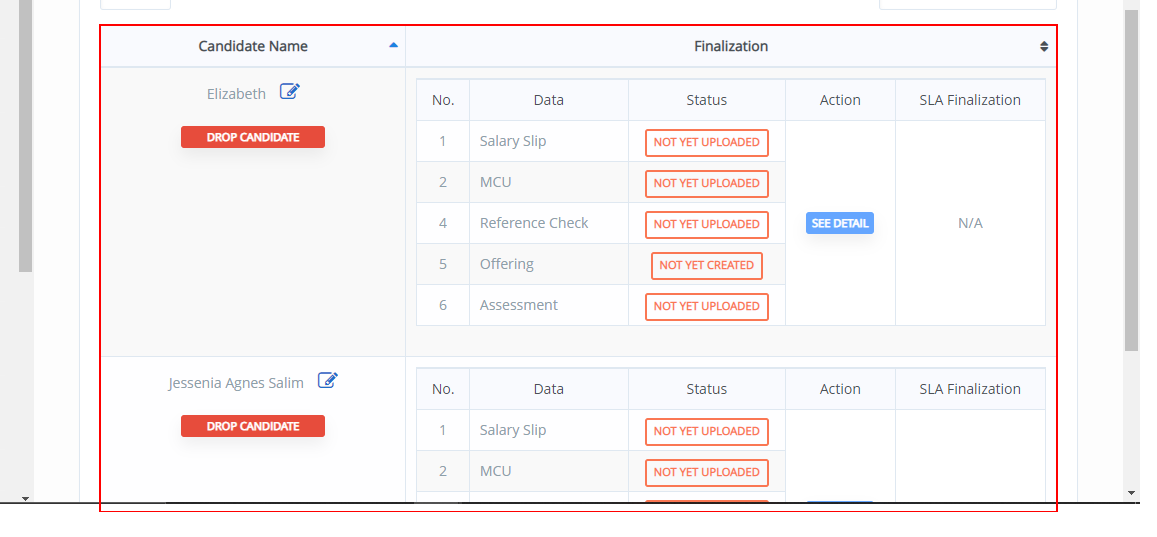 Candidate Name Finalization
Elizabeth
DROP CANDIDATE
No. Data Status Action SLA Finalization
1 Salary Slip NOT YET UPLOADED
2 MCU NOT YET UPLOADED
4 Reference Check NOT YET UPLOADED SEE DETAIL N/A
5 Offering NOT YET CREATED
6 Assessment NOT YET UPLOADED
Jessenia Agnes Salim
DROP CANDIDATE
No. Data Status Action SLA Finalization
1 Salary Slip NOT YET UPLOADED
2 MCU NOT YET UPLOADED